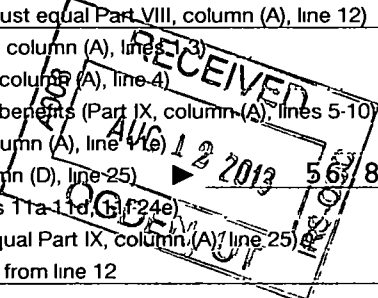 ust equal Part VIII, column (A), line 12)
column (A), lines 1-3)
column (A), line 4)
benefits (Part IX, column (A), lines 5-10)
umn (A), line 11e)
mn (D), line 25) ▶ 56,8
s 11a-11d, 11f-24e)
qual Part IX, column (A), line 25)
from line 12
RECEIVED
AUG 12 2013
OGDEN, UT